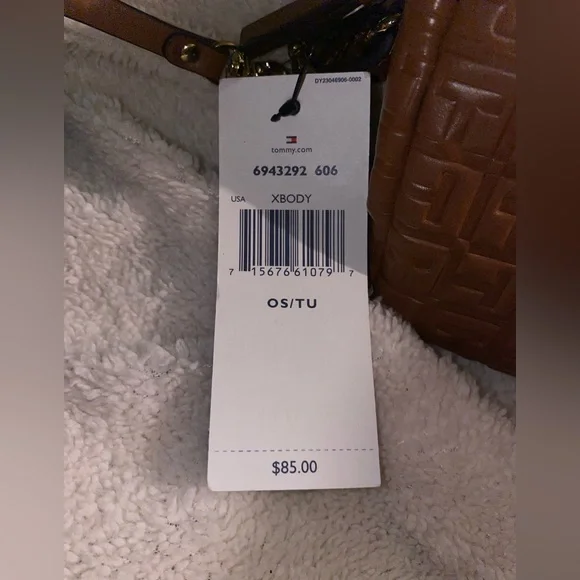 DY23046906-0002
tommy.com
6943292 606
USA XBODY
7 15676 61079 7
OS/TU
$85.00